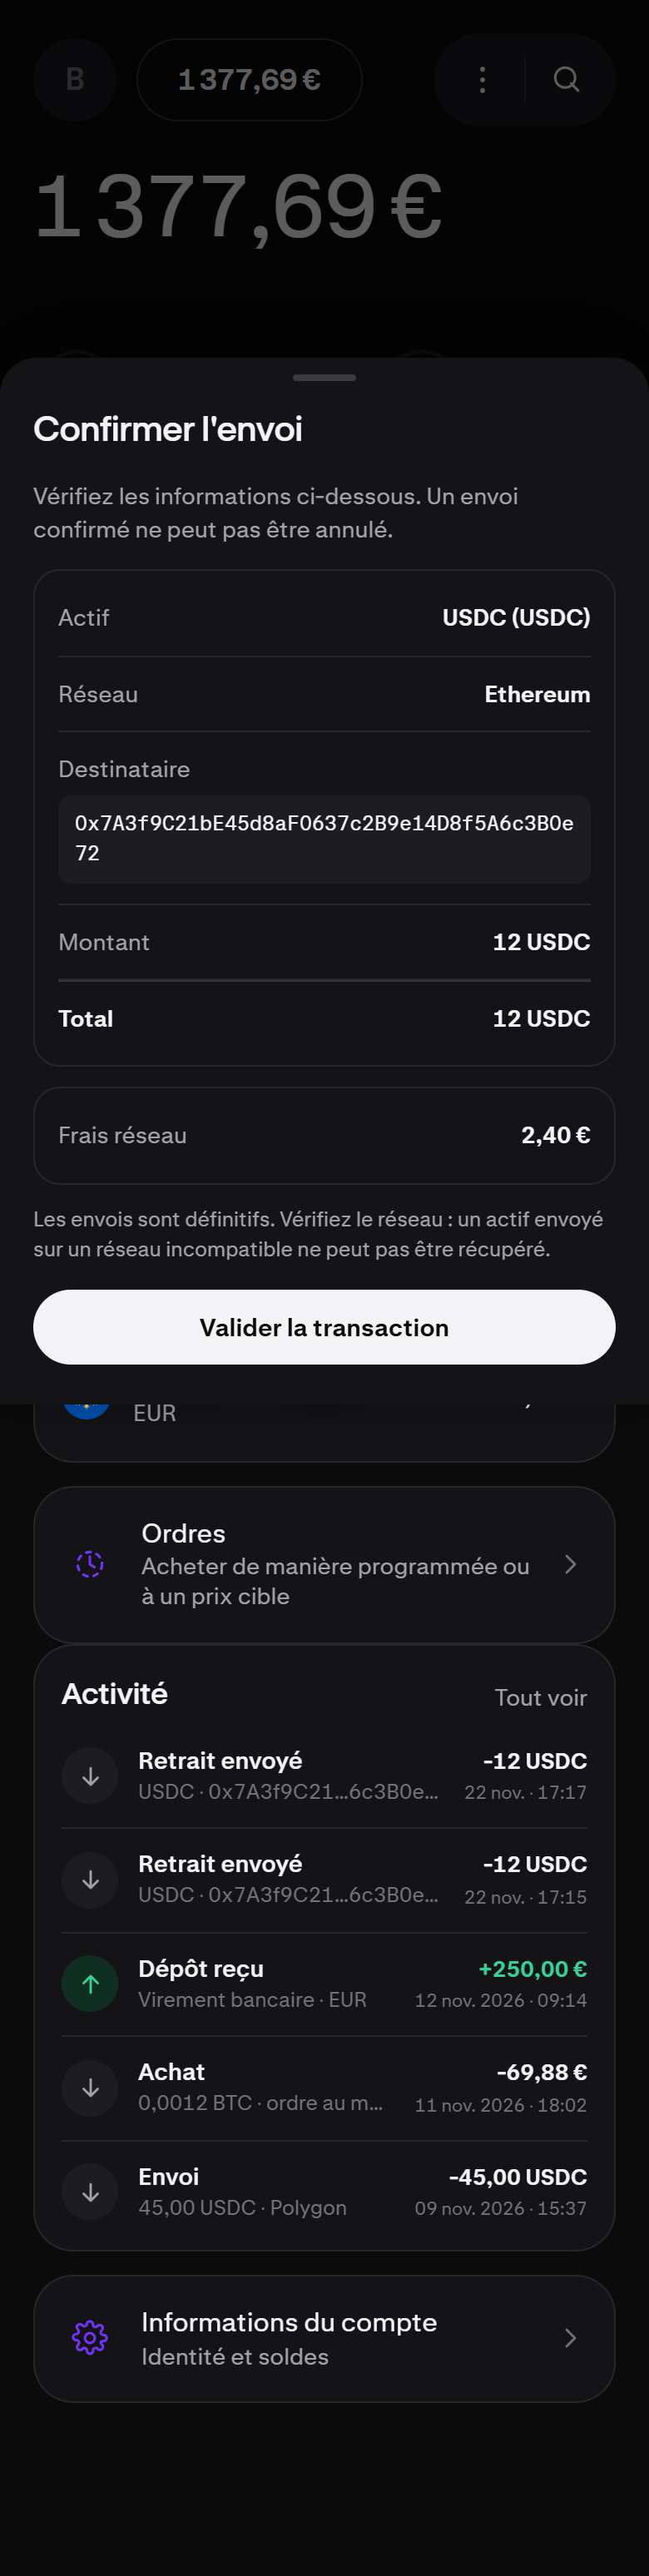 B
1 377,69 €
1 377,69 €
Confirmer l'envoi
Vérifiez les informations ci-dessous. Un envoi
confirmé ne peut pas être annulé.
Actif
USDC (USDC)
Réseau
Ethereum
Destinataire
0x7A3f9C21bE45d8aF0637c2B9e14D8f5A6c3B0e
72
Montant
12 USDC
Total
12 USDC
Frais réseau
2,40 €
Les envois sont définitifs. Vérifiez le réseau : un actif envoyé
sur un réseau incompatible ne peut pas être récupéré.
Valider la transaction
EUR
Ordres
Acheter de manière programmée ou
à un prix cible
Activité
Tout voir
Retrait envoyé
-12 USDC
USDC · 0x7A3f9C21…6c3B0e...
22 nov. · 17:17
Retrait envoyé
-12 USDC
USDC · 0x7A3f9C21…6c3B0e...
22 nov. · 17:15
Dépôt reçu
+250,00 €
Virement bancaire · EUR
12 nov. 2026 · 09:14
Achat
-69,88 €
0,0012 BTC · ordre au m...
11 nov. 2026 · 18:02
Envoi
-45,00 USDC
45,00 USDC · Polygon
09 nov. 2026 · 15:37
Informations du compte
Identité et soldes